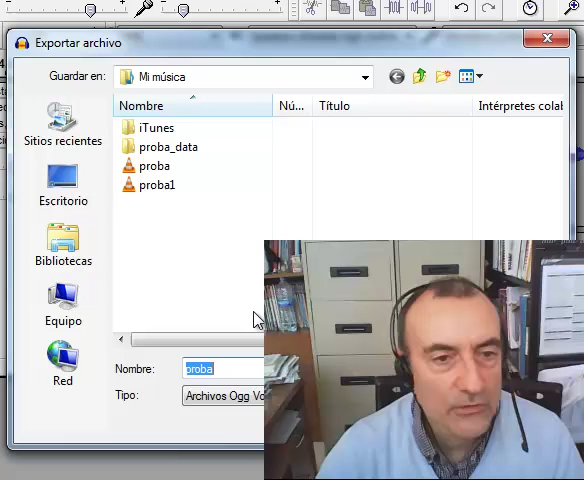 Exportar archivo
Guardar en:
Mi música
Nombre
Nú...
Título
Intérpretes colab
Sitios recientes
Escritorio
Bibliotecas
Equipo
Red
iTunes
proba_data
proba
proba1
Nombre:
proba
Tipo:
Archivos Ogg Vo